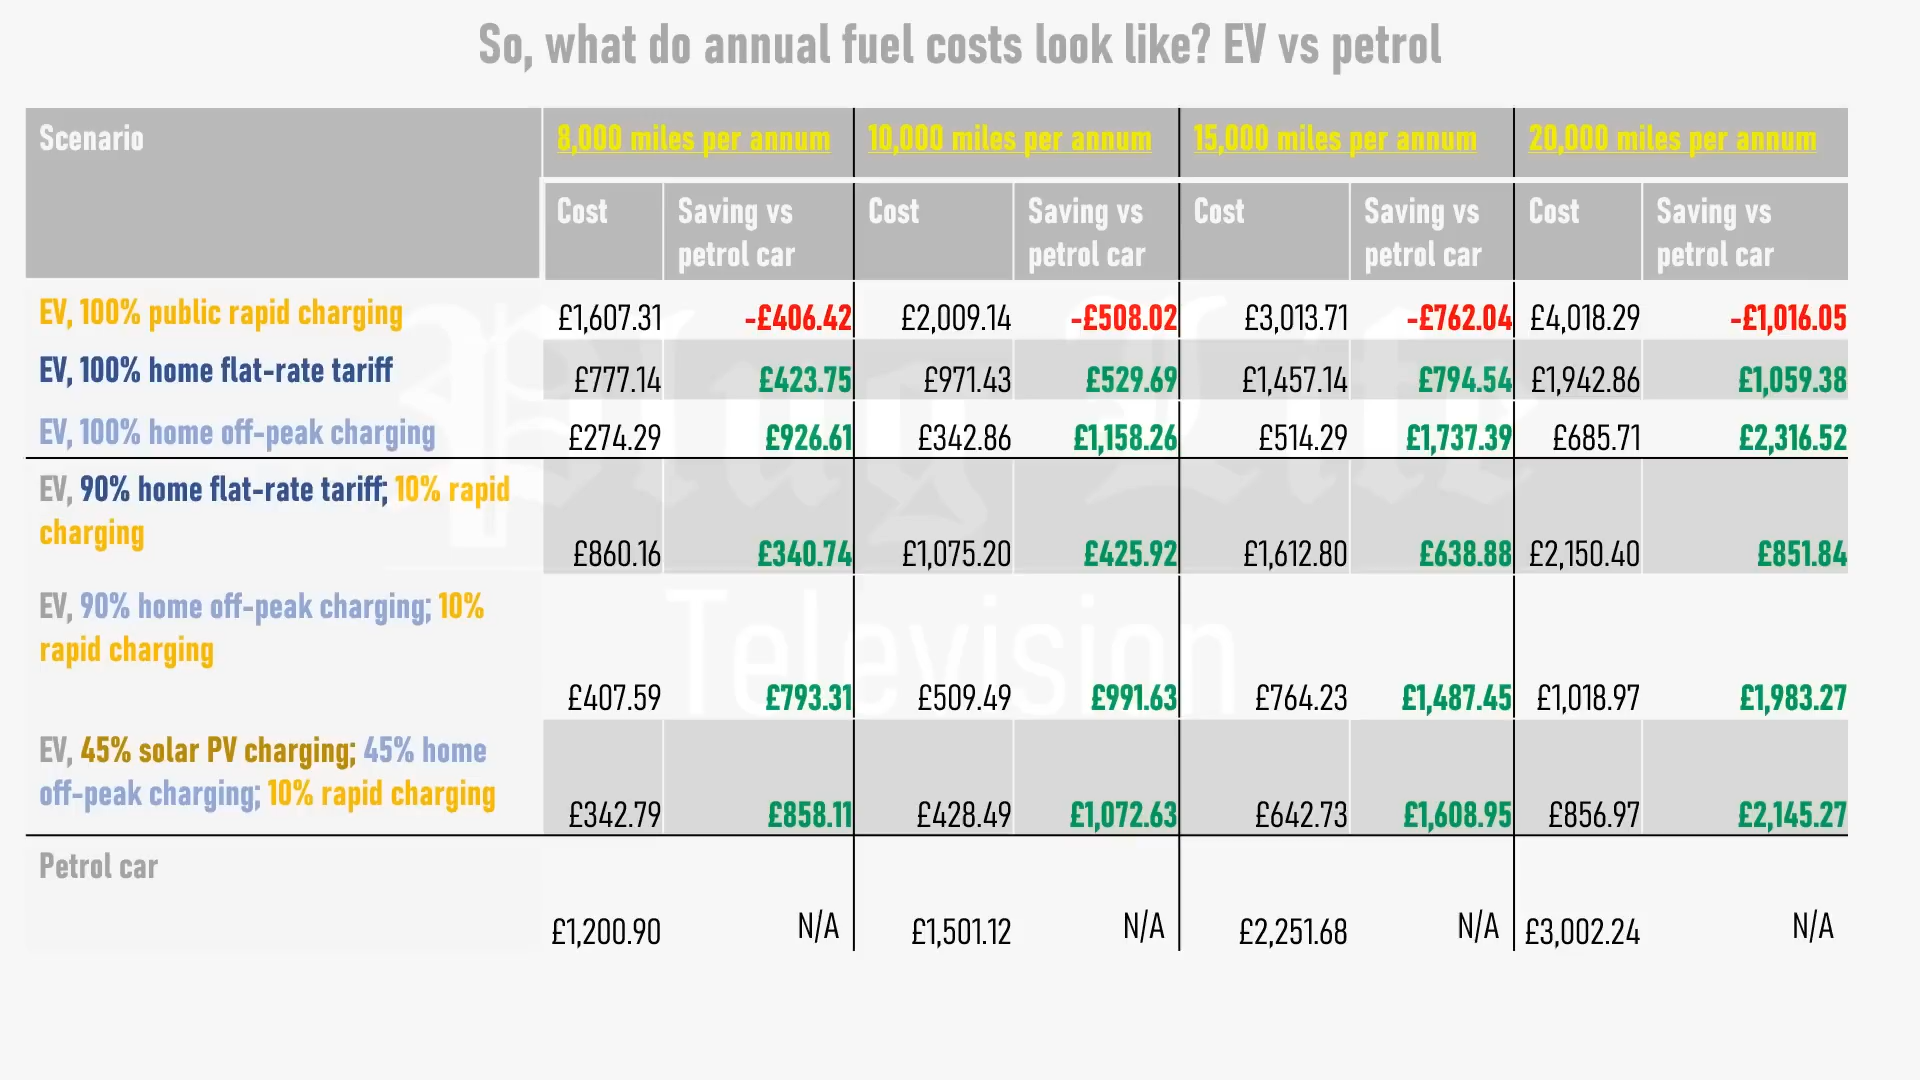 So, what do annual fuel costs look like? EV vs petrol
Scenario 8,000 miles per annum 10,000 miles per annum 15,000 miles per annum 20,000 miles per annum
Cost Saving vs Cost Saving vs Cost Saving vs Cost Saving vs
petrol car petrol car petrol car petrol car
EV, 100% public rapid charging £1,607.31 -£406.42 £2,009.14 -£508.02 £3,013.71 -£762.04 £4,018.29 -£1,016.05
EV, 100% home flat-rate tariff £777.14 £423.75 £971.43 £529.69 £1,457.14 £794.54 £1,942.86 £1,059.38
EV, 100% home off-peak charging £274.29 £926.61 £342.86 £1,158.26 £514.29 £1,737.39 £685.71 £2,316.52
EV, 90% home flat-rate tariff; 10% rapid
charging £860.16 £340.74 £1,075.20 £425.92 £1,612.80 £638.88 £2,150.40 £851.84
EV, 90% home off-peak charging; 10%
rapid charging
£407.59 £793.31 £509.49 £991.63 £764.23 £1,487.45 £1,018.97 £1,983.27
EV, 45% solar PV charging; 45% home
off-peak charging; 10% rapid charging £342.79 £858.11 £428.49 £1,072.63 £642.73 £1,608.95 £856.97 £2,145.27
Petrol car
£1,200.90 N/A £1,501.12 N/A £2,251.68 N/A £3,002.24 N/A
Plug Life
Television